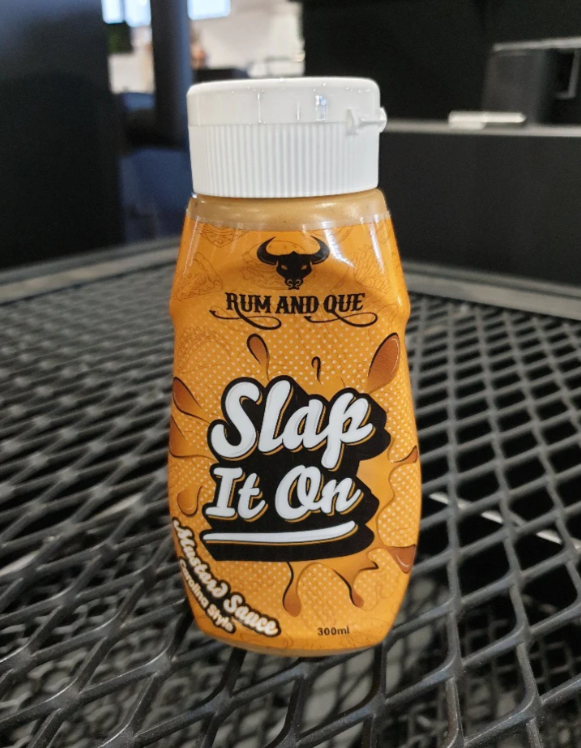 RUM AND QUE
Slap
It On
Mustard Sauce
Carolina Style
300ml